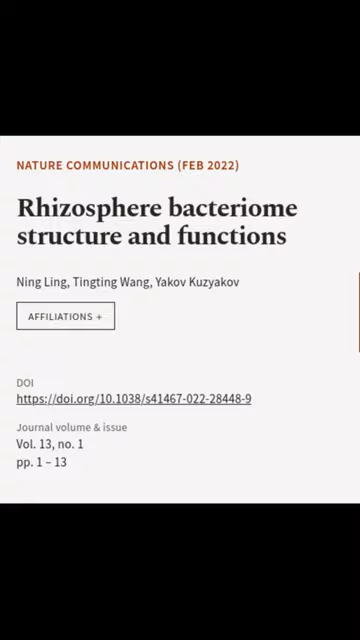 NATURE COMMUNICATIONS (FEB 2022)
Rhizosphere bacteriome
structure and functions
Ning Ling, Tingting Wang, Yakov Kuzyakov
AFFILIATIONS +
DOI
https://doi.org/10.1038/s41467-022-28448-9
Journal volume & issue
Vol. 13, no. 1
pp. 1 – 13